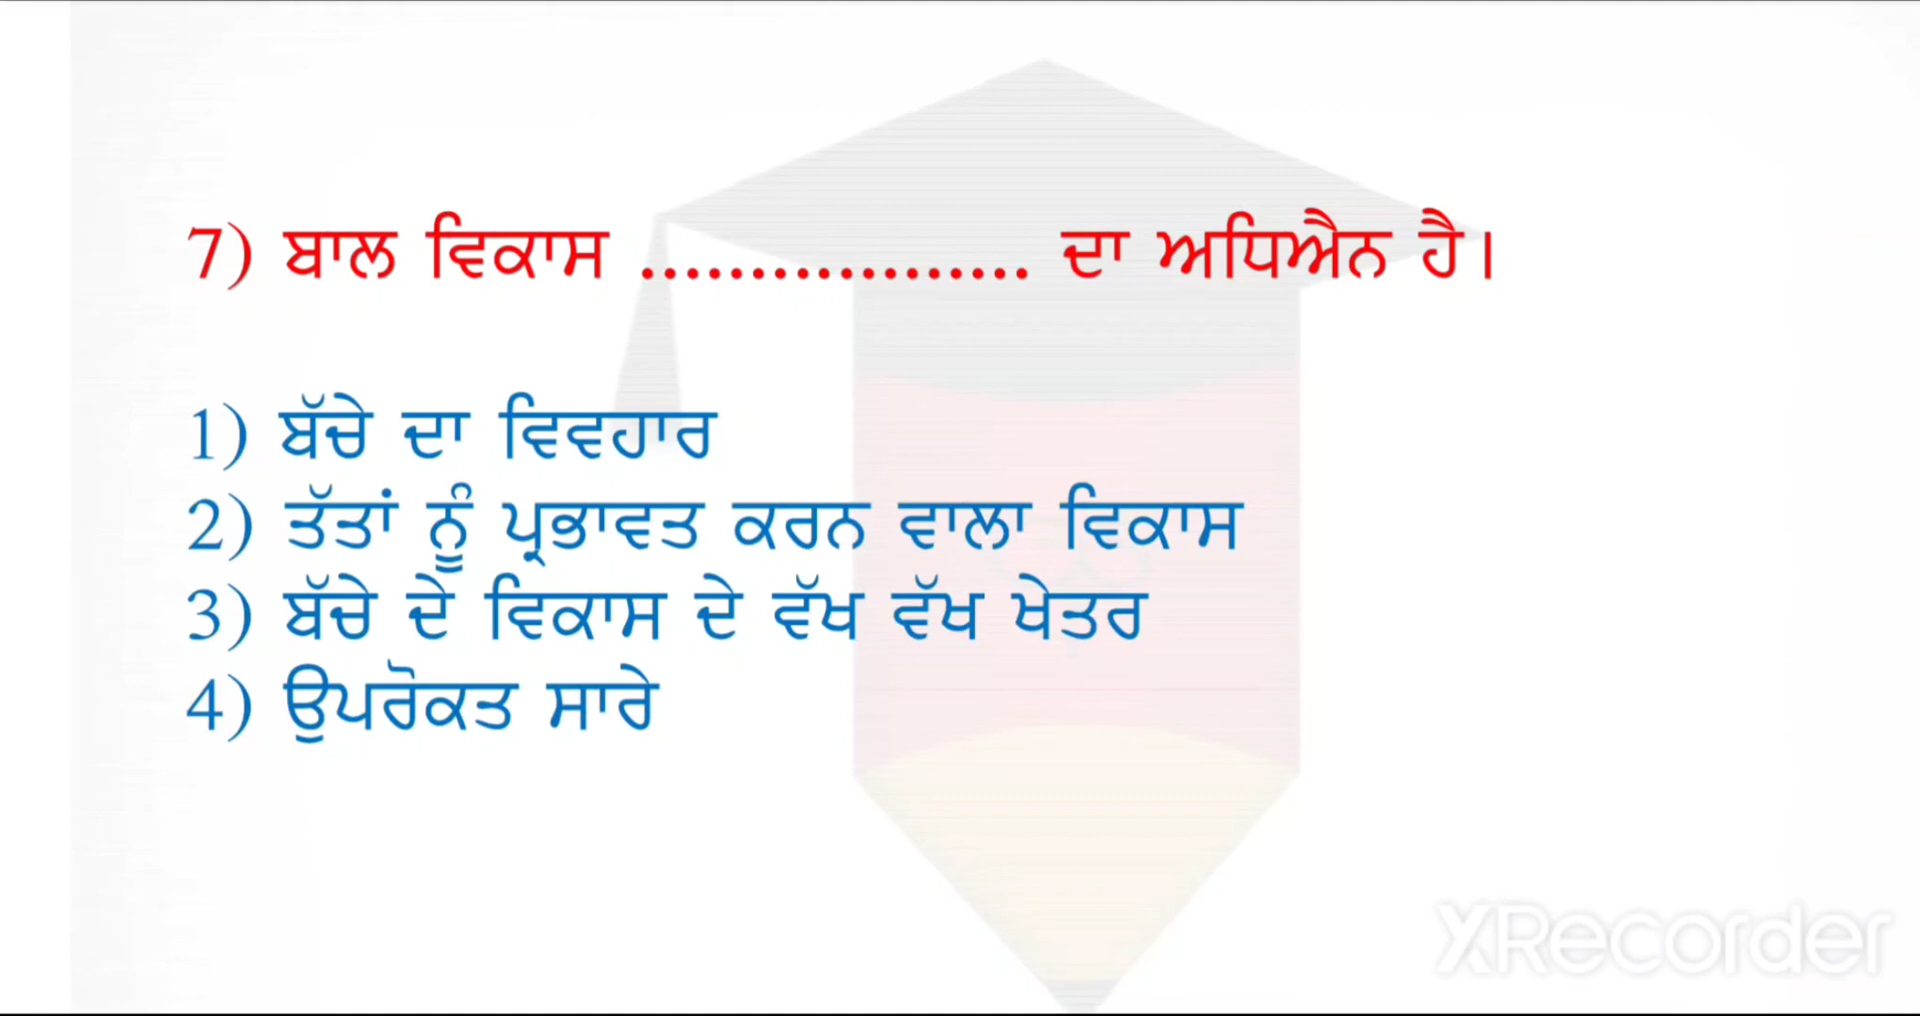 7) ਬਾਲ ਵਿਕਾਸ .................. ਦਾ ਅਧਿਐਨ ਹੈ।
1) ਬੱਚੇ ਦਾ ਵਿਵਹਾਰ
2) ਤੱਤਾਂ ਨੂੰ ਪ੍ਰਭਾਵਤ ਕਰਨ ਵਾਲਾ ਵਿਕਾਸ
3) ਬੱਚੇ ਦੇ ਵਿਕਾਸ ਦੇ ਵੱਖ ਵੱਖ ਖੇਤਰ
4) ਉਪਰੋਕਤ ਸਾਰੇ
XRecorder